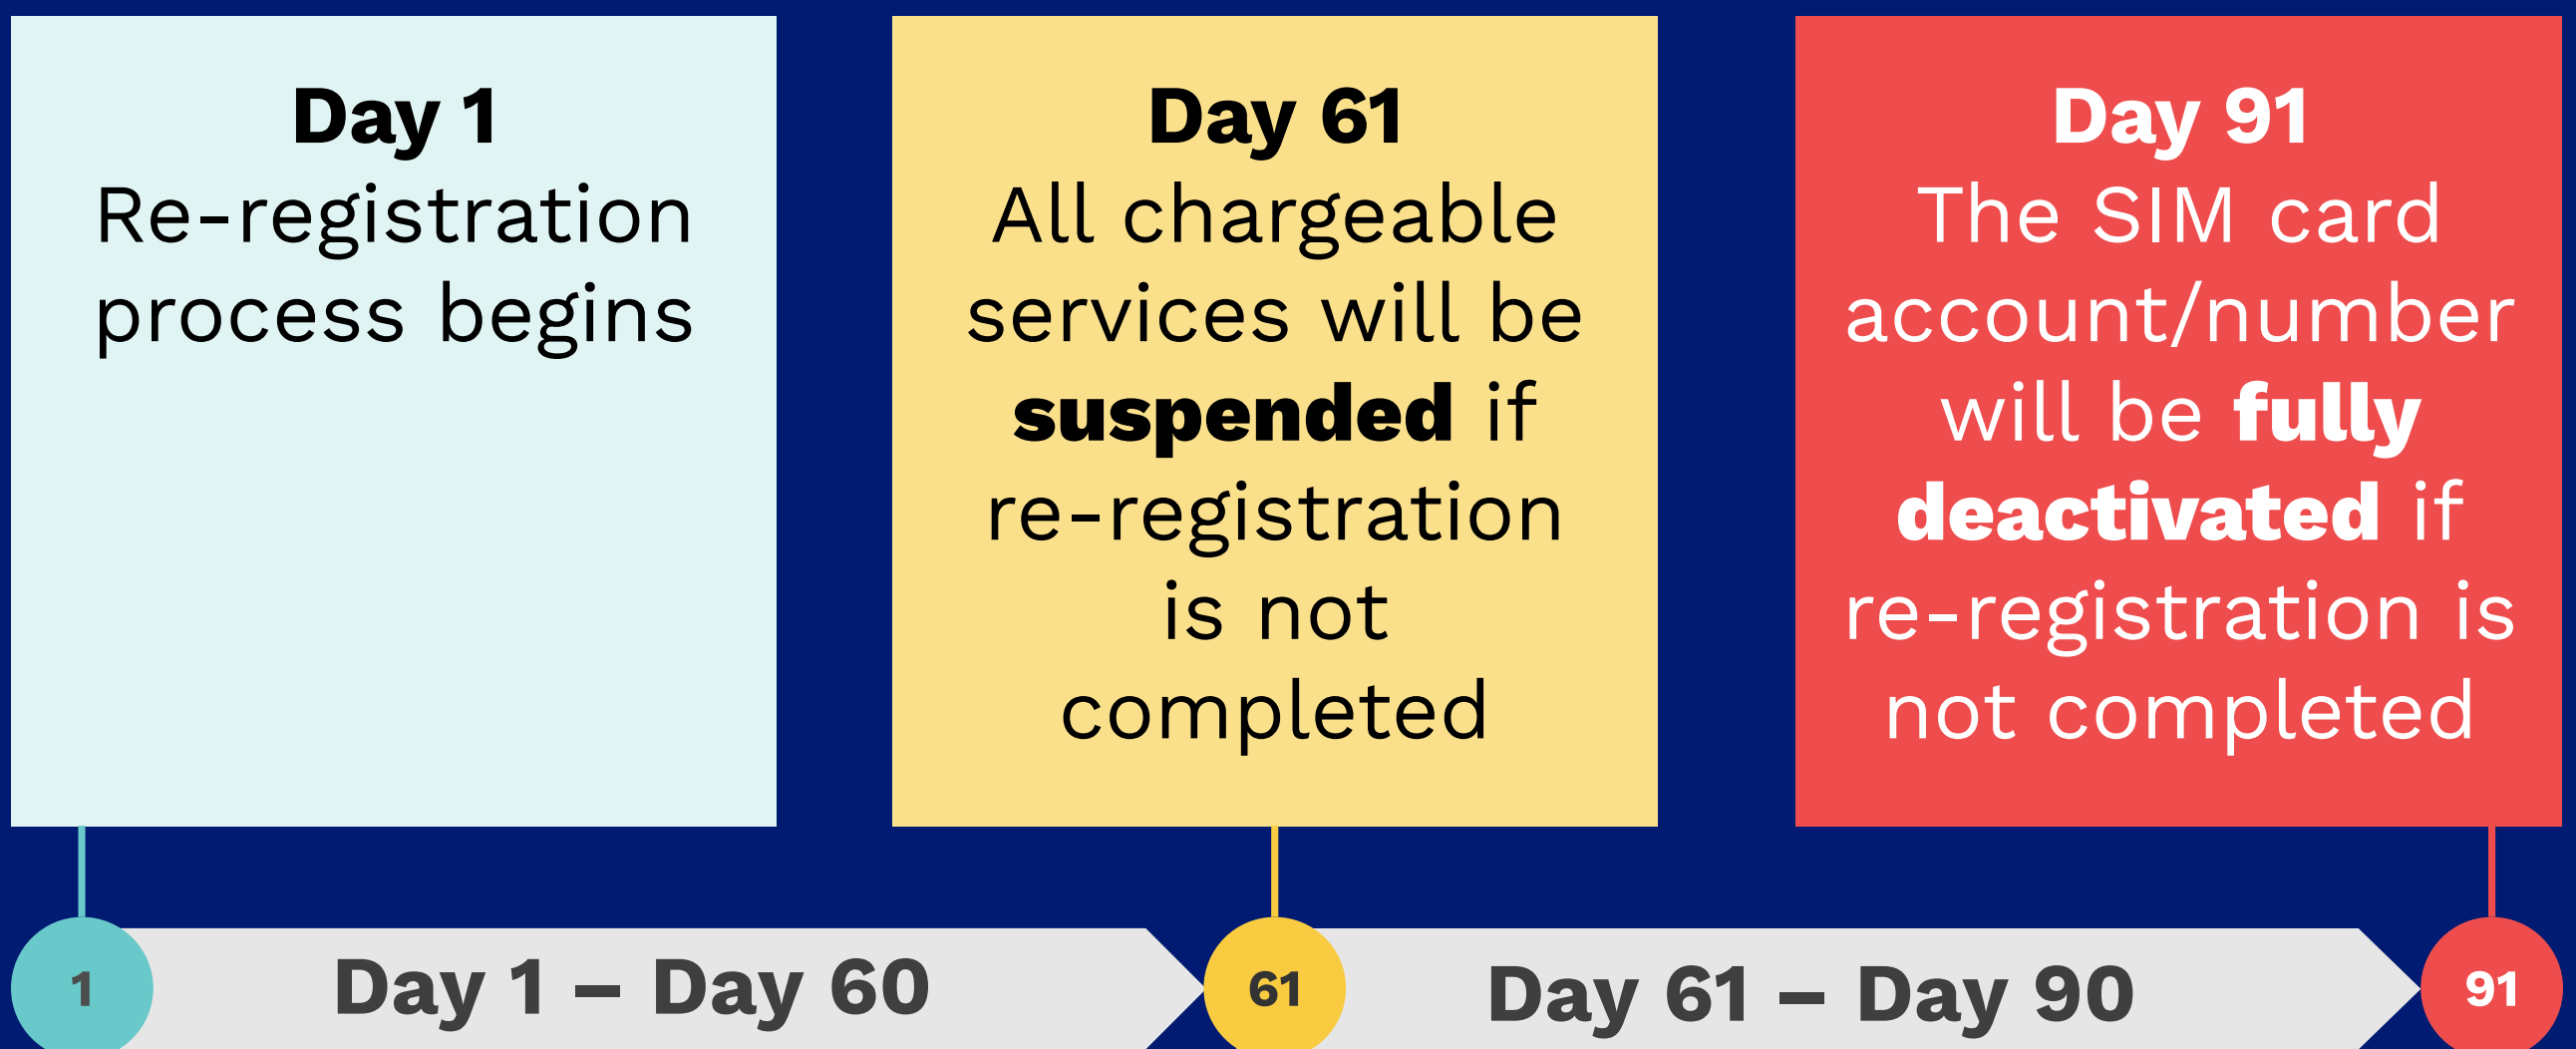 Day 1
Re-registration
process begins
Day 61
All chargeable
services will be
suspended if
re-registration
is not
completed
Day 91
The SIM card
account/number
will be fully
deactivated if
re-registration is
not completed
1
Day 1 – Day 60
61
Day 61 – Day 90
91